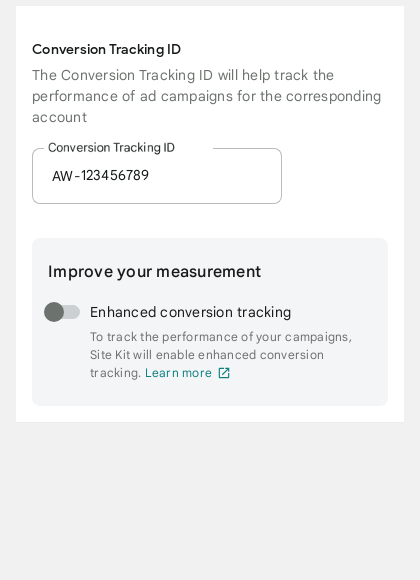 Conversion Tracking ID
The Conversion Tracking ID will help track the
performance of ad campaigns for the corresponding
account
Conversion Tracking ID
AW-123456789
Improve your measurement
Enhanced conversion tracking
To track the performance of your campaigns,
Site Kit will enable enhanced conversion
tracking. Learn more